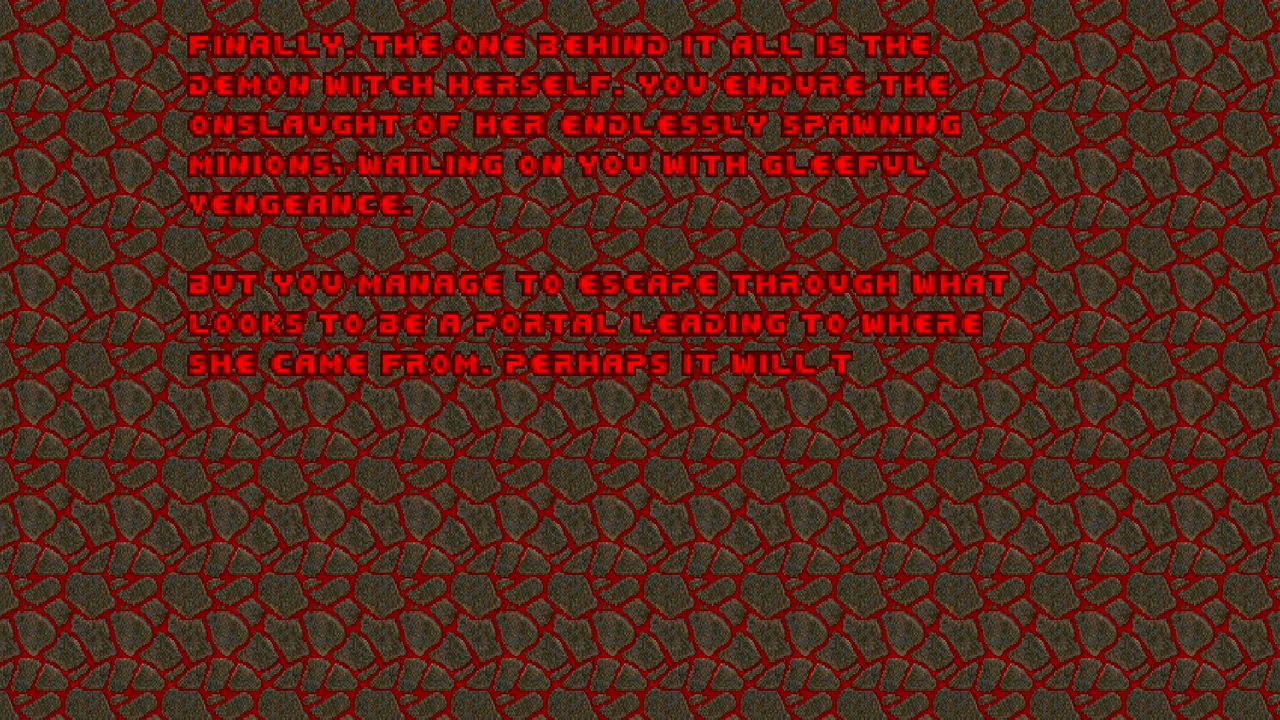 FINALLY. THE ONE BEHIND IT ALL IS THE
DEMON WITCH HERSELF. YOU ENDURE THE
ONSLAUGHT OF HER ENDLESSLY SPAWNING
MINIONS, WAILING ON YOU WITH GLEEFUL
VENGEANCE.
BUT YOU MANAGE TO ESCAPE THROUGH WHAT
LOOKS TO BE A PORTAL LEADING TO WHERE
SHE CAME FROM. PERHAPS IT WILL T